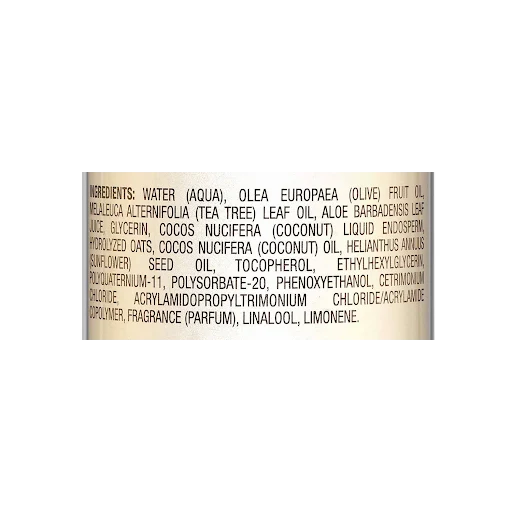 INGREDIENTS: WATER (AQUA), OLEA EUROPAEA (OLIVE) FRUIT OIL,
MELALEUCA ALTERNIFOLIA (TEA TREE) LEAF OIL, ALOE BARBADENSIS LEAF
JUICE, GLYCERIN, COCOS NUCIFERA (COCONUT) LIQUID ENDOSPERM,
HYDROLYZED OATS, COCOS NUCIFERA (COCONUT) OIL, HELIANTHUS ANNUUS
(SUNFLOWER) SEED OIL, TOCOPHEROL, ETHYLHEXYLGLYCERIN,
POLYQUATERNIUM-11, POLYSORBATE-20, PHENOXYETHANOL, CETRIMONIUM
CHLORIDE, ACRYLAMIDOPROPYLTRIMONIUM CHLORIDE/ACRYLAMIDE
COPOLYMER, FRAGRANCE (PARFUM), LINALOOL, LIMONENE.